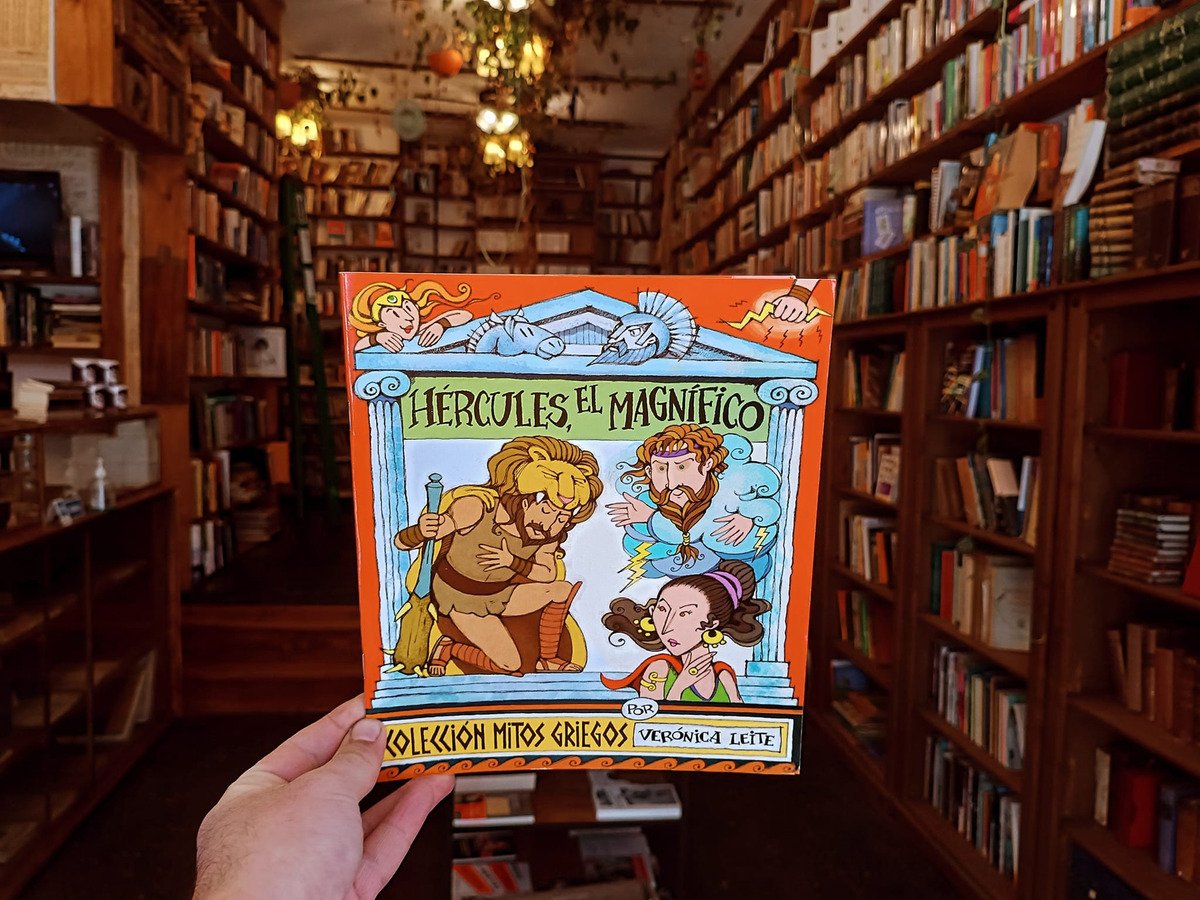 HÉRCULES, EL MAGNÍFICO
POR
COLECCIÓN MITOS GRIEGOS
VERÓNICA LEITE